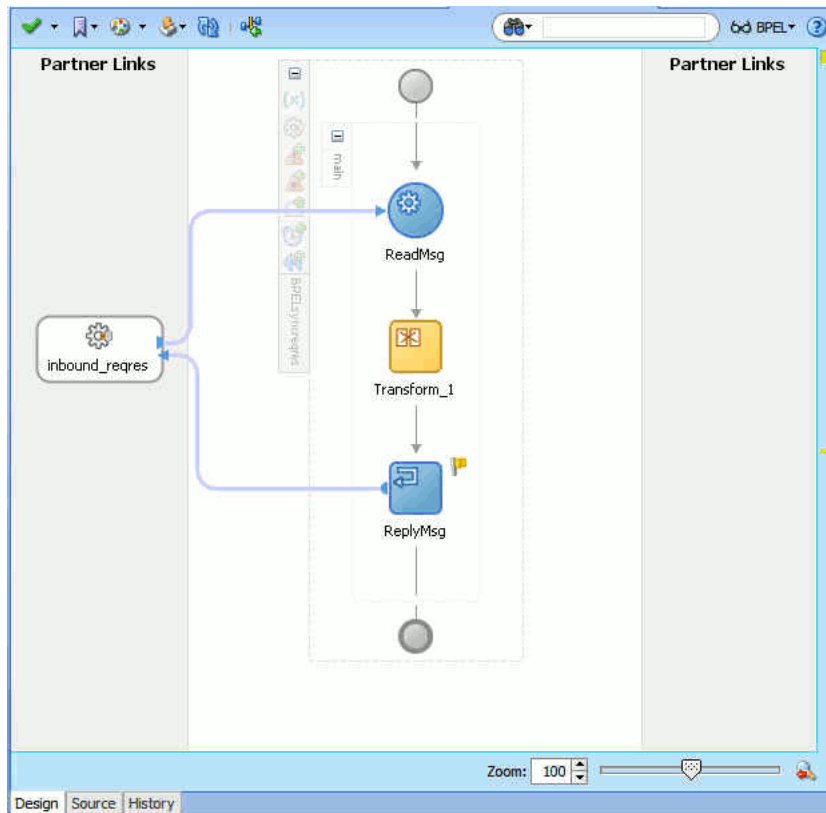 BPEL
Partner Links
Partner Links
(x)
main
ReadMsg
BPELsyncreqres
inbound_reqres
Transform_1
ReplyMsg
Zoom: 100
Design Source History